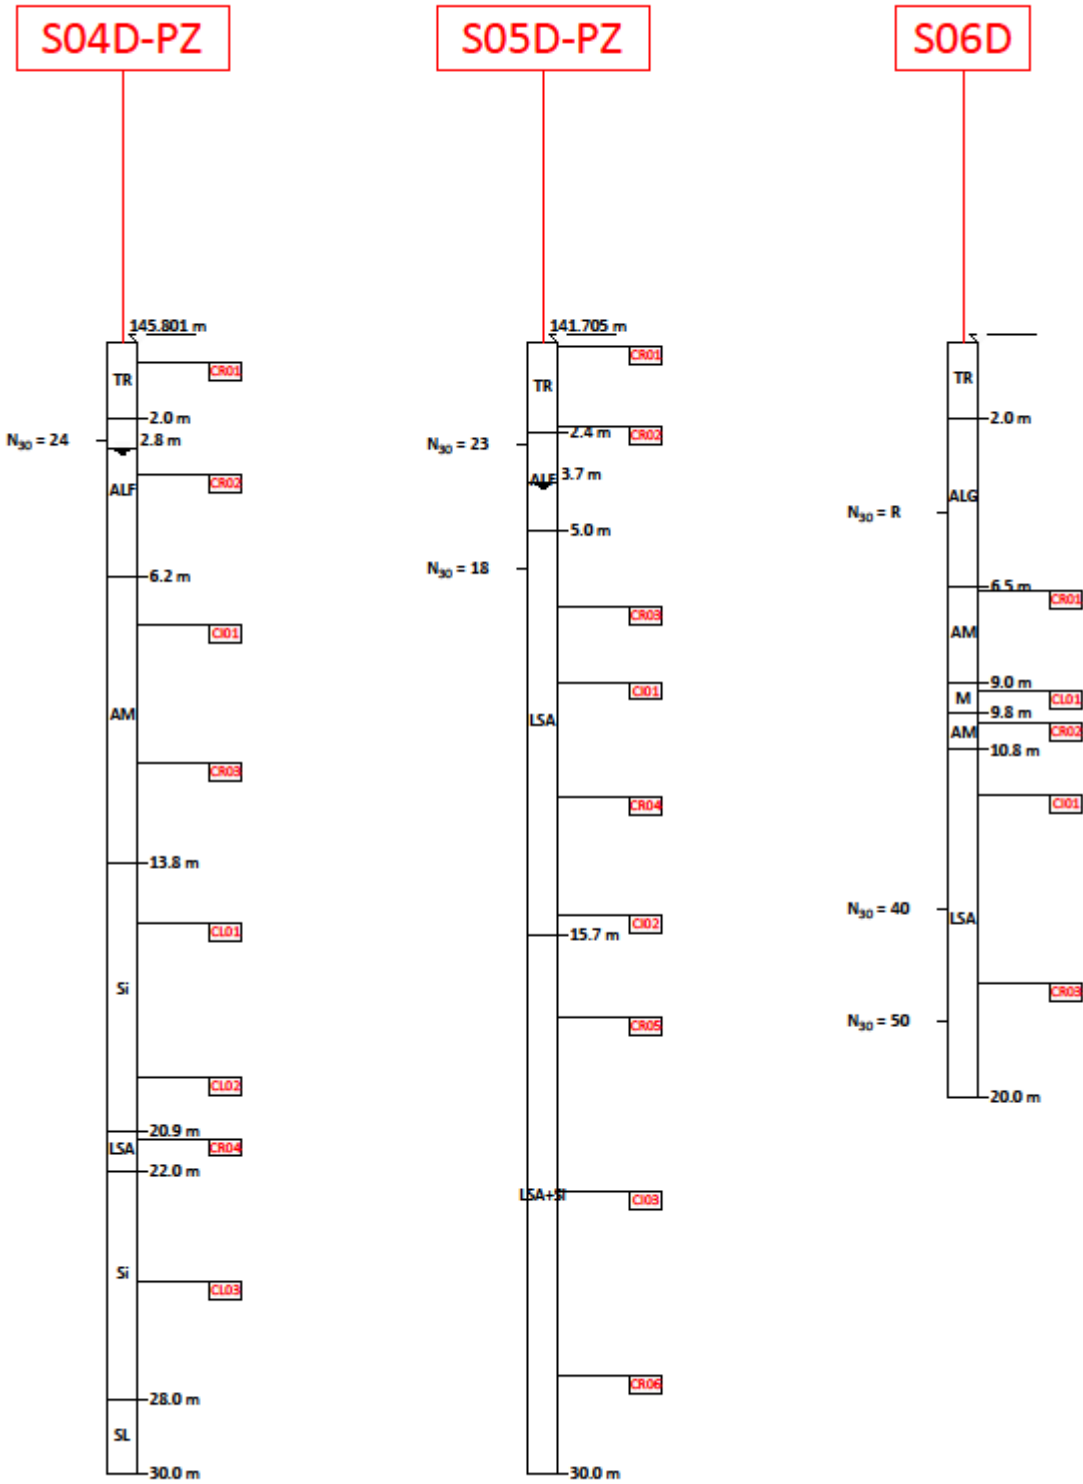 S04D-PZ
145.801 m
CR01
TR
2.0 m
N30 = 24
2.8 m
CR02
ALF
6.2 m
CI01
AM
CR03
13.8 m
CL01
Si
CL02
20.9 m
LSA
CR04
22.0 m
Si
CL03
28.0 m
SL
30.0 m
S05D-PZ
141.705 m
CR01
TR
CR02
2.4 m
N30 = 23
3.7 m
ALF
5.0 m
N30 = 18
CR03
CI01
LSA
CR04
CI02
15.7 m
CR05
LSA+Si
CI03
CR06
30.0 m
S06D
TR
2.0 m
ALG
N30 = R
6.5 m
CR01
AM
9.0 m
M
CL01
9.8 m
AM
CR02
10.8 m
CI01
N30 = 40
LSA
CR03
N30 = 50
20.0 m